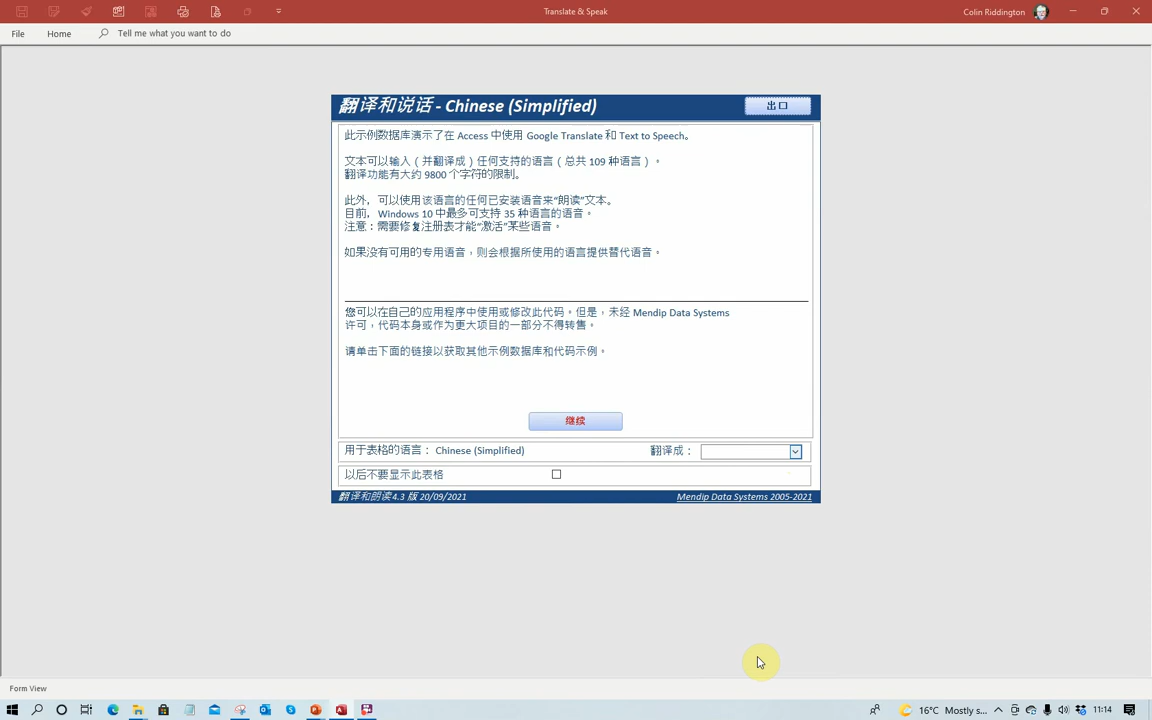 Translate & Speak
Colin Riddington
File
Home
Tell me what you want to do
翻译和说话 - Chinese (Simplified)
出口
此示例数据库演示了在 Access 中使用 Google Translate 和 Text to Speech。
文本可以输入（并翻译成）任何支持的语言（总共 109 种语言）。
翻译功能有大约 9800 个字符的限制。
此外，可以使用该语言的任何已安装语音来“朗读”文本。
目前，Windows 10 中最多可支持 35 种语言的语音。
注意：需要修复注册表才能“激活”某些语音。
如果没有可用的专用语音，则会根据所使用的语言提供替代语音。
您可以在自己的应用程序中使用或修改此代码。但是，未经 Mendip Data Systems
许可，代码本身或作为更大项目的一部分不得转售。
请单击下面的链接以获取其他示例数据库和代码示例。
继续
用于表格的语言： Chinese (Simplified)
翻译成：
以后不要显示此表格
翻译和朗读4.3 版 20/09/2021
Mendip Data Systems 2005-2021
Form View
16°C Mostly s...
11:14